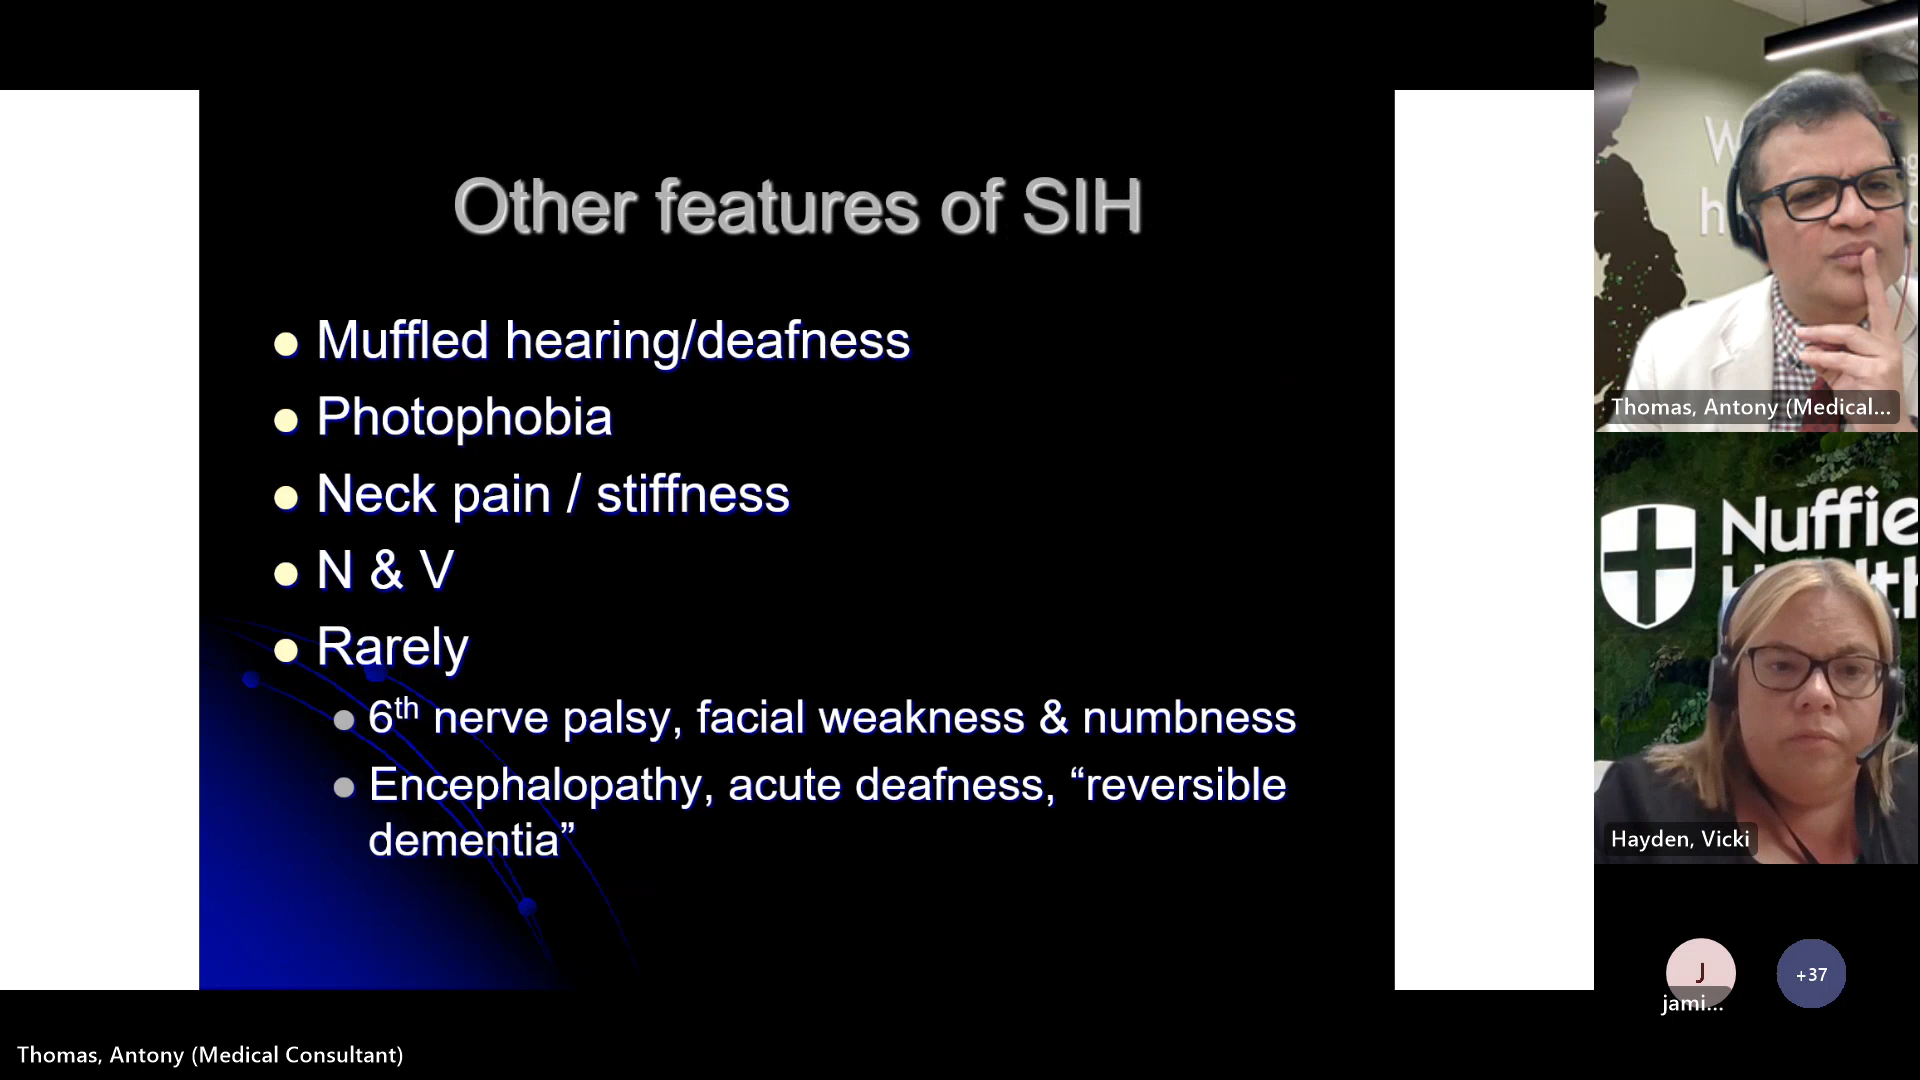 Other features of SIH
Muffled hearing/deafness
Photophobia
Neck pain / stiffness
N & V
Rarely
6th nerve palsy, facial weakness & numbness
Encephalopathy, acute deafness, “reversible
dementia”
Thomas, Antony (Medical...
Hayden, Vicki
J
jami...
+37
Thomas, Antony (Medical Consultant)